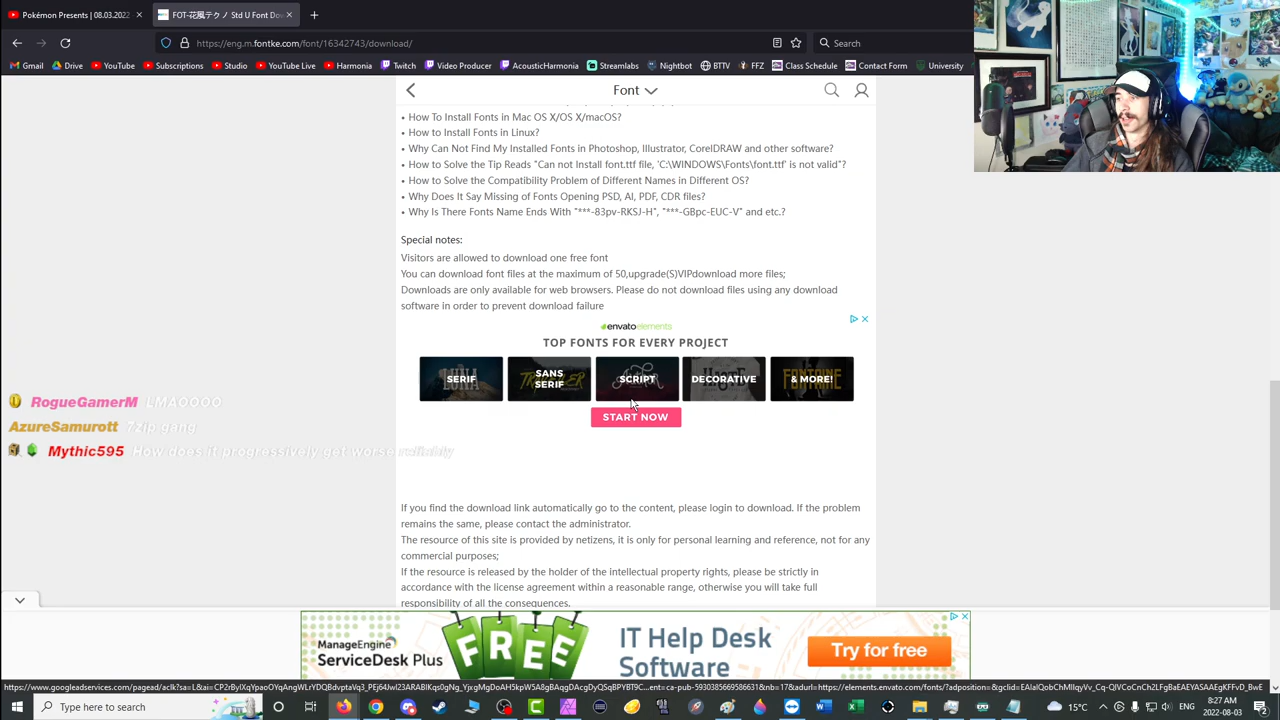 Pokémon Presents | 08.03.2022
FOT-花風テクノ Std U Font Dov
https://eng.m.fontke.com/font/16342743/download/
Search
Gmail Drive YouTube Subscriptions Studio YouTube Live Harmonia Twitch Video Producer AcousticHarmonia Streamlabs Nightbot BTTV FFZ Class Schedule Contact Form University
Font
• How To Install Fonts in Mac OS X/OS X/macOS?
• How to Install Fonts in Linux?
• Why Can Not Find My Installed Fonts in Photoshop, Illustrator, CorelDRAW and other software?
• How to Solve the Tip Reads "Can not Install font.ttf file, 'C:\WINDOWS\Fonts\font.ttf' is not valid"?
• How to Solve the Compatibility Problem of Different Names in Different OS?
• Why Does It Say Missing of Fonts Opening PSD, AI, PDF, CDR files?
• Why Is There Fonts Name Ends With "***-83pv-RKSJ-H", "***-GBpc-EUC-V" and etc.?
Special notes:
Visitors are allowed to download one free font
You can download font files at the maximum of 50,upgrade(S)VIPdownload more files;
Downloads are only available for web browsers. Please do not download files using any download
software in order to prevent download failure
envatoelements
TOP FONTS FOR EVERY PROJECT
SERIF
SANS SERIF
SCRIPT
DECORATIVE
& MORE!
START NOW
RogueGamerM LMAOOOO
AzureSamurott 7zip gang
Mythic595 How does it progressively get worse
If you find the download link automatically go to the content, please login to download. If the problem
remains the same, please contact the administrator.
The resource of this site is provided by netizens, it is only for personal learning and reference, not for any
commercial purposes;
If the resource is released by the holder of the intellectual property rights, please be strictly in
accordance with the license agreement within a reasonable range, otherwise you will take full
responsibility of all the consequences.
ManageEngine
ServiceDesk Plus
FREE
IT Help Desk
Software
Try for free
Type here to search
15°C
8:27 AM
2022-08-03
2